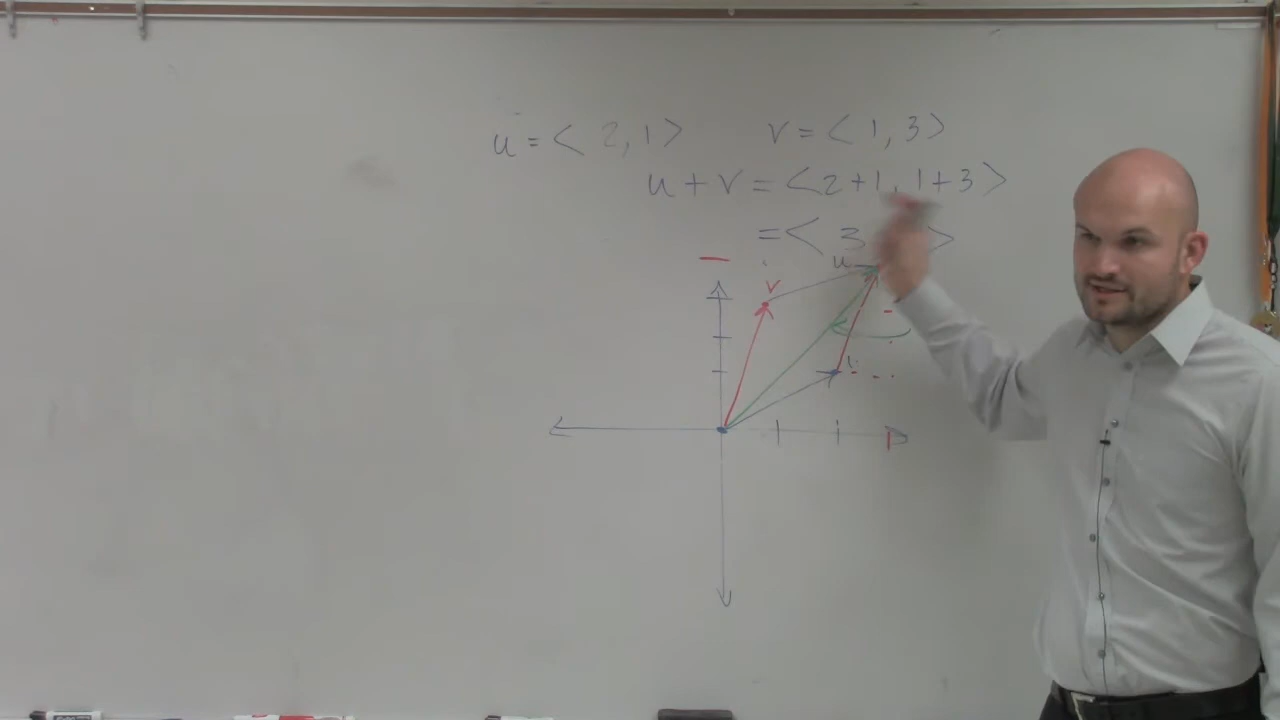 u = < 2, 1 > v = < 1, 3 >
u + v = < 2+1, 1+3 >
= < 3 >
u
v